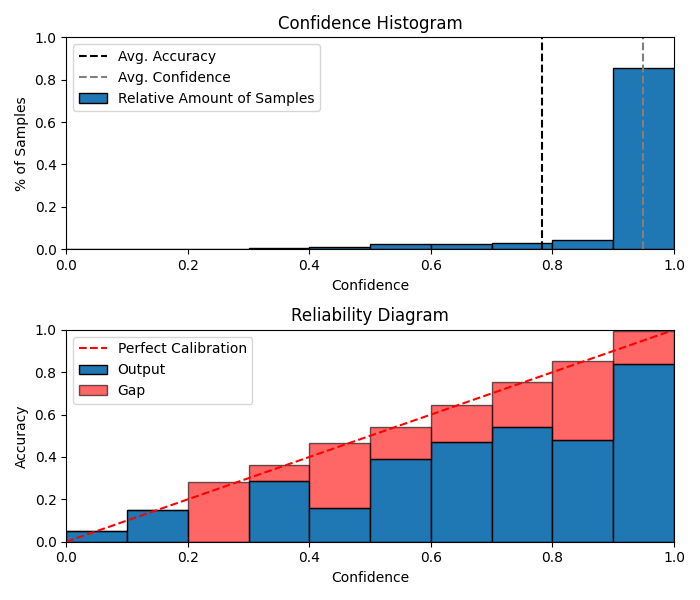 Confidence Histogram
1.0
0.8
0.6
0.4
0.2
0.0
% of Samples
Avg. Accuracy
Avg. Confidence
Relative Amount of Samples
0.0 0.2 0.4 0.6 0.8 1.0
Confidence
Reliability Diagram
1.0
0.8
0.6
0.4
0.2
0.0
Accuracy
Perfect Calibration
Output
Gap
0.0 0.2 0.4 0.6 0.8 1.0
Confidence